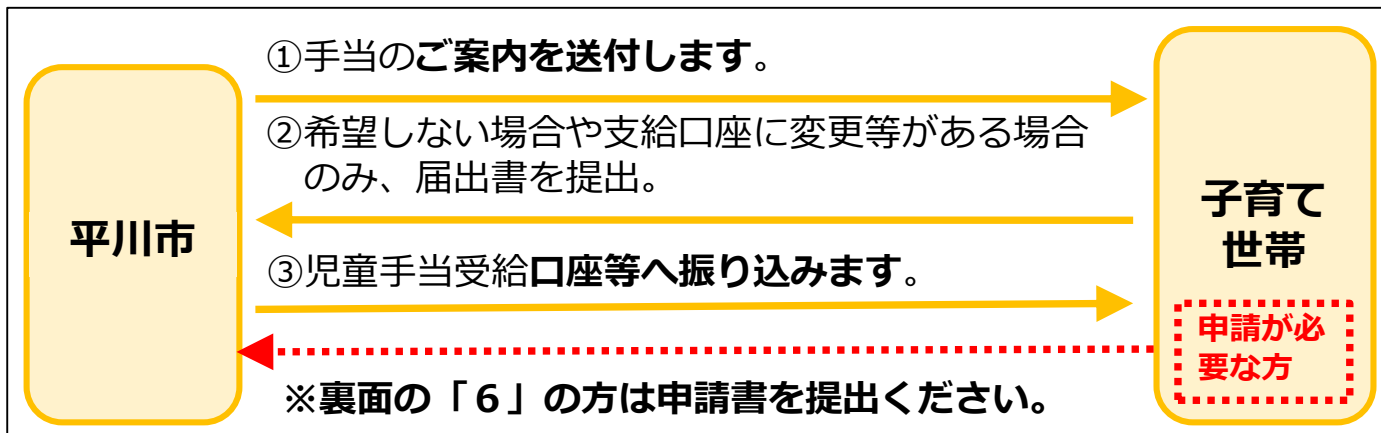 平川市
①手当のご案内を送付します。
②希望しない場合や支給口座に変更等がある場合
のみ、届出書を提出。
③児童手当受給口座等へ振り込みます。
※裏面の「６」の方は申請書を提出ください。
子育て
世帯
申請が必
要な方